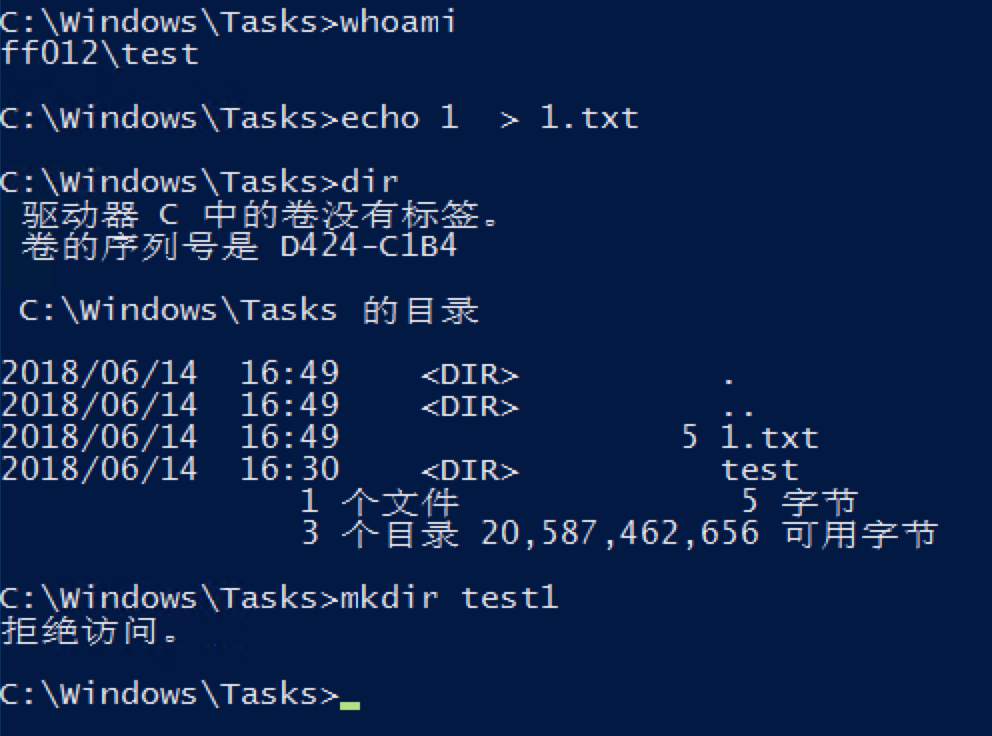 C:\Windows\Tasks>whoami
ff012\test
C:\Windows\Tasks>echo 1  > 1.txt
C:\Windows\Tasks>dir
 驱动器 C 中的卷没有标签。
 卷的序列号是 D424-C1B4
 C:\Windows\Tasks 的目录
2018/06/14  16:49    <DIR>          .
2018/06/14  16:49    <DIR>          ..
2018/06/14  16:49                 5 1.txt
2018/06/14  16:30    <DIR>          test
               1 个文件              5 字节
               3 个目录 20,587,462,656 可用字节
C:\Windows\Tasks>mkdir test1
拒绝访问。
C:\Windows\Tasks>